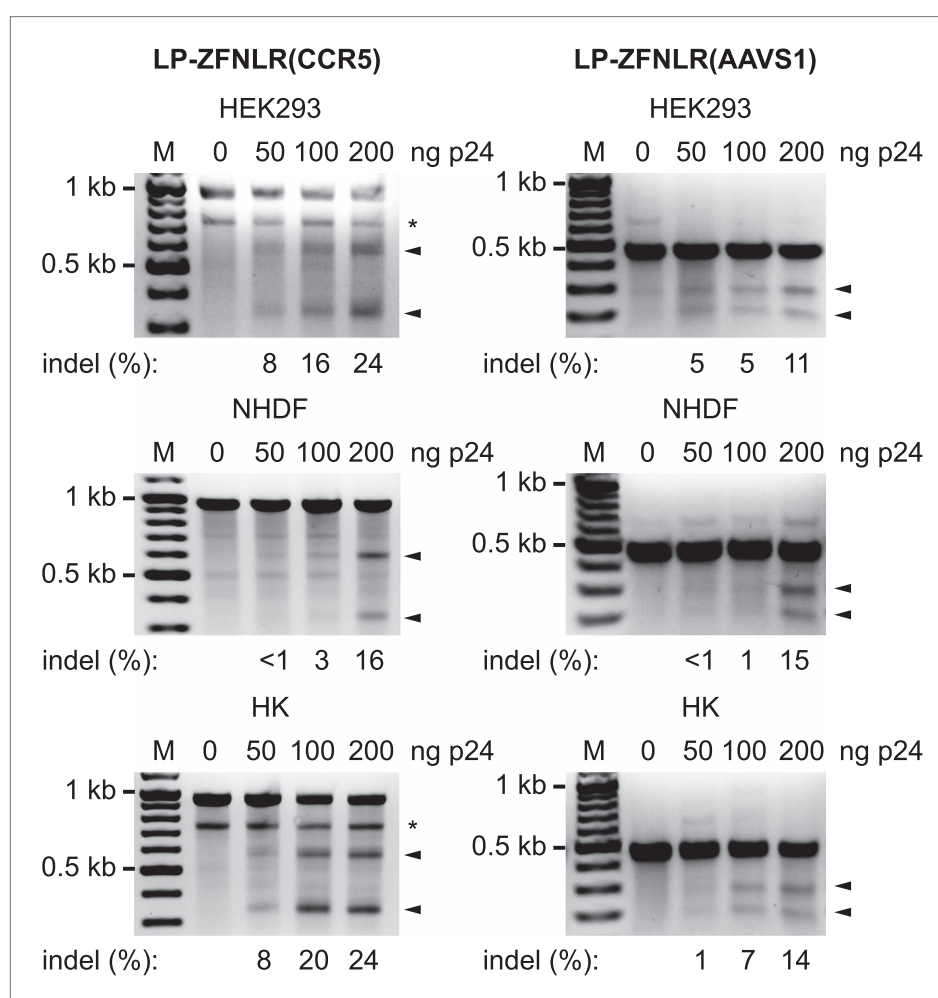 LP-ZFNLR(CCR5)
HEK293
M 0 50 100 200 ng p24
1 kb
*
0.5 kb
indel (%): 8 16 24
NHDF
M 0 50 100 200 ng p24
1 kb
0.5 kb
indel (%): <1 3 16
HK
M 0 50 100 200 ng p24
1 kb
*
0.5 kb
indel (%): 8 20 24
LP-ZFNLR(AAVS1)
HEK293
M 0 50 100 200 ng p24
1 kb
0.5 kb
indel (%): 5 5 11
NHDF
M 0 50 100 200 ng p24
1 kb
0.5 kb
indel (%): <1 1 15
HK
M 0 50 100 200 ng p24
1 kb
0.5 kb
indel (%): 1 7 14